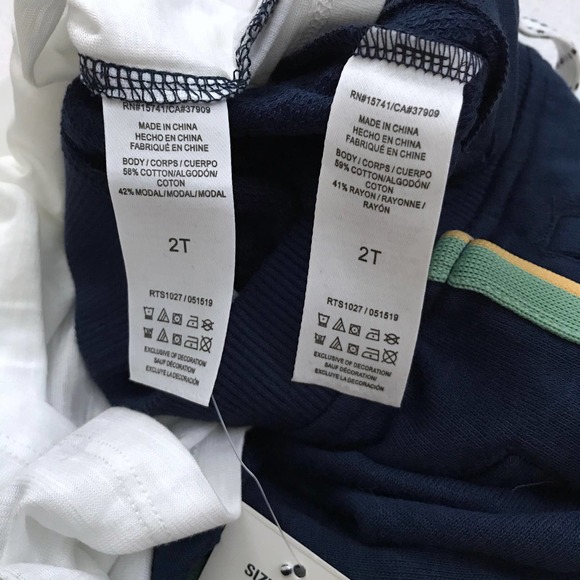 RN#15741/CA#37909
MADE IN CHINA
HECHO EN CHINA
FABRIQUÉ EN CHINE
BODY / CORPS / CUERPO
58% COTTON/ALGODÓN/
COTON
42% MODAL/MODAL/MODAL
2T
RTS1027 / 051519
EXCLUSIVE OF DECORATION/
SAUF DÉCORATION/
EXCLUYE LA DECORACIÓN
RN#15741/CA#37909
MADE IN CHINA
HECHO EN CHINA
FABRIQUÉ EN CHINE
BODY / CORPS / CUERPO
59% COTTON/ALGODÓN/
COTON
41% RAYON / RAYONNE /
RAYÓN
2T
RTS1027 / 051519
EXCLUSIVE OF DECORATION/
SAUF DÉCORATION/
EXCLUYE LA DECORACIÓN